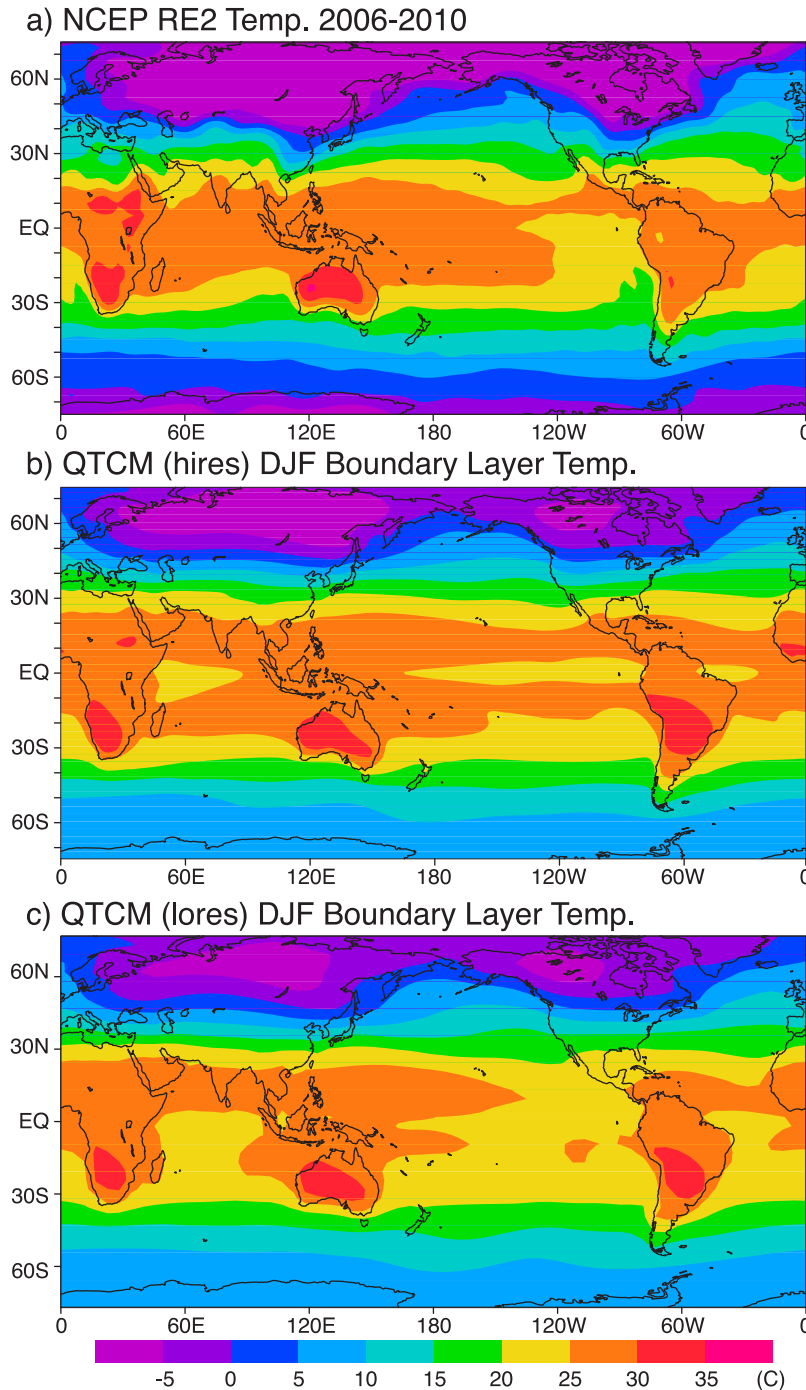 a) NCEP RE2 Temp. 2006-2010
60N
30N
EQ
30S
60S
0 60E 120E 180 120W 60W 0
b) QTCM (hires) DJF Boundary Layer Temp.
60N
30N
EQ
30S
60S
0 60E 120E 180 120W 60W 0
c) QTCM (lores) DJF Boundary Layer Temp.
60N
30N
EQ
30S
60S
0 60E 120E 180 120W 60W 0
-5 0 5 10 15 20 25 30 35 (C)